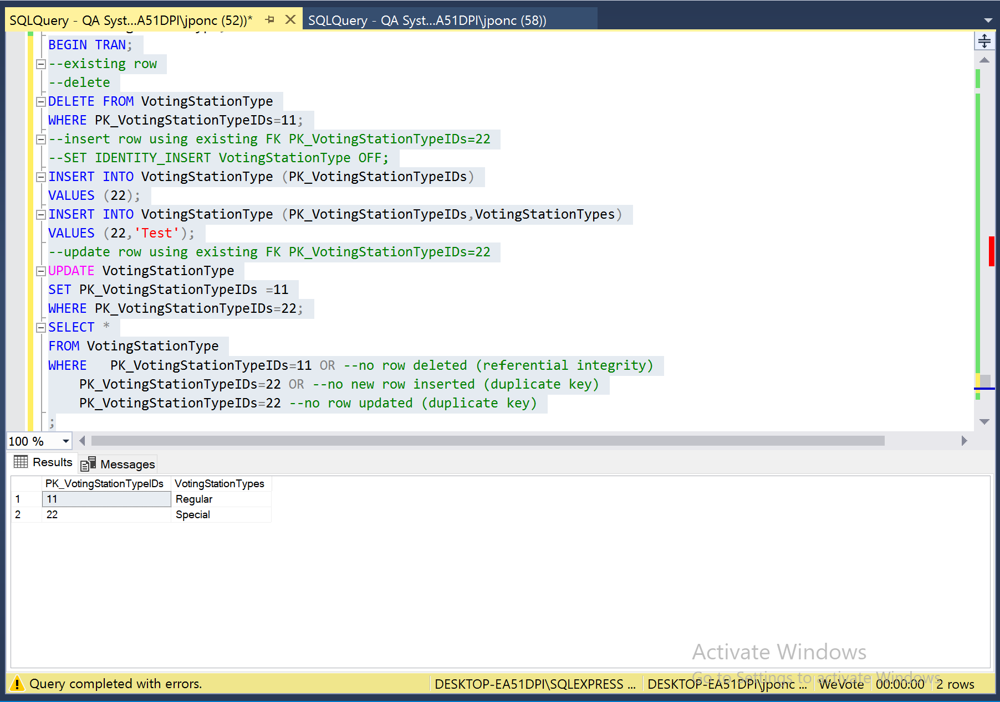 SQLQuery - QA Syst...A51DPI\jponc (52))*
SQLQuery - QA Syst...A51DPI\jponc (58))
BEGIN TRAN;
--existing row
--delete
DELETE FROM VotingStationType
WHERE PK_VotingStationTypeIDs=11;
--insert row using existing FK PK_VotingStationTypeIDs=22
--SET IDENTITY_INSERT VotingStationType OFF;
INSERT INTO VotingStationType (PK_VotingStationTypeIDs)
VALUES (22);
INSERT INTO VotingStationType (PK_VotingStationTypeIDs,VotingStationTypes)
VALUES (22,'Test');
--update row using existing FK PK_VotingStationTypeIDs=22
UPDATE VotingStationType
SET PK_VotingStationTypeIDs =11
WHERE PK_VotingStationTypeIDs=22;
SELECT *
FROM VotingStationType
WHERE   PK_VotingStationTypeIDs=11 OR --no row deleted (referential integrity)
    PK_VotingStationTypeIDs=22 OR --no new row inserted (duplicate key)
    PK_VotingStationTypeIDs=22 --no row updated (duplicate key)
;
100 %
Results Messages
PK_VotingStationTypeIDs VotingStationTypes
1 11 Regular
2 22 Special
Activate Windows
Go to Settings to activate Windows.
Query completed with errors.
DESKTOP-EA51DPI\SQLEXPRESS ... DESKTOP-EA51DPI\jponc ... WeVote 00:00:00 2 rows